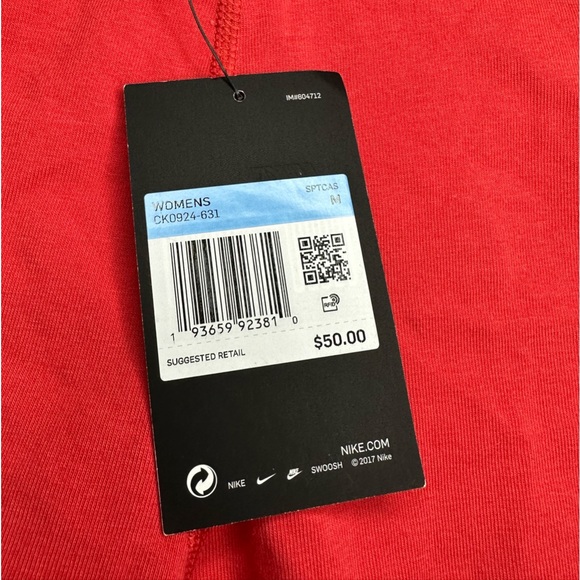 IM#604712
WOMENS SPTCAS
CK0924-631 M
1 93659 92381 0
RFID
SUGGESTED RETAIL $50.00
NIKE.COM
NIKE SWOOSH © 2017 Nike